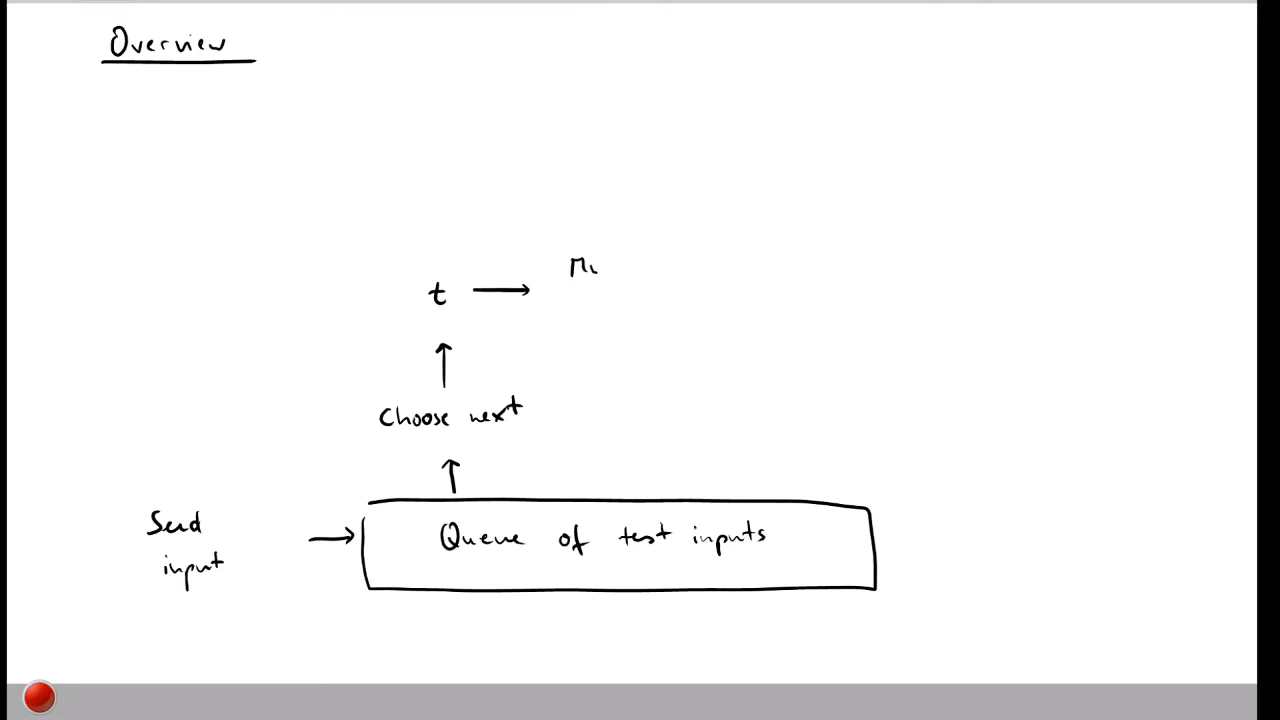 Overview
t
Choose next
Queue of test inputs
Seed
input